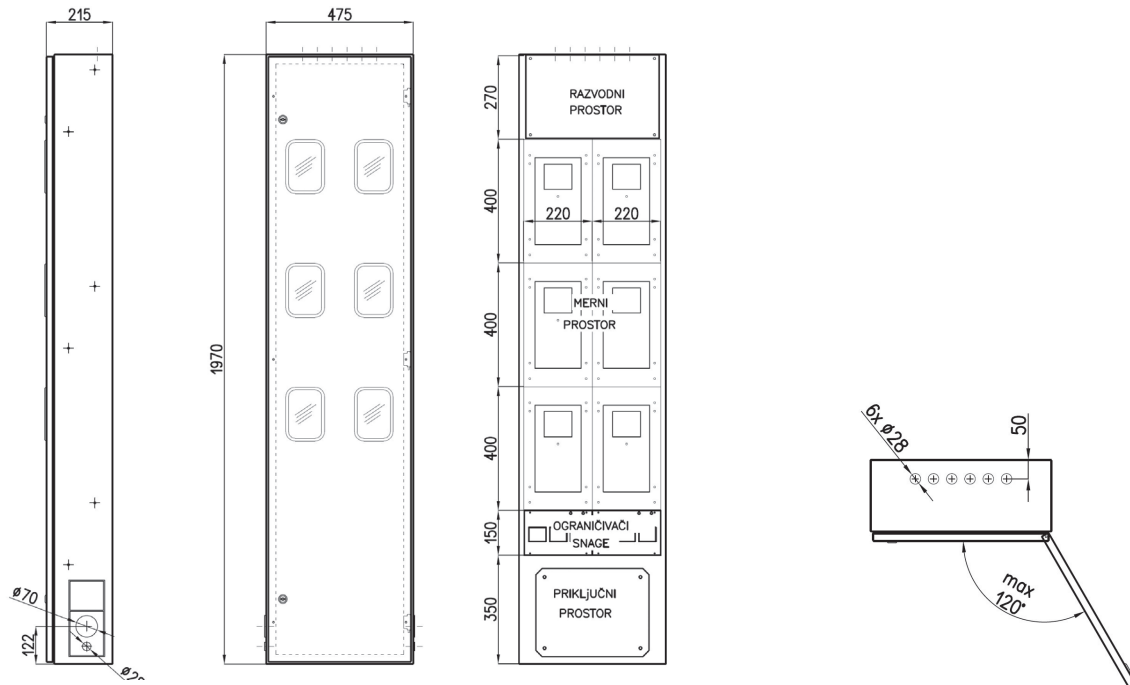 215
475
270
RAZVODNI
PROSTOR
400
220
220
1970
400
MERNI
PROSTOR
400
6x ø28
50
150
OGRANIČIVAČI
SNAGE
max
120°
ø70
122
350
PRIKLjUČNI
PROSTOR